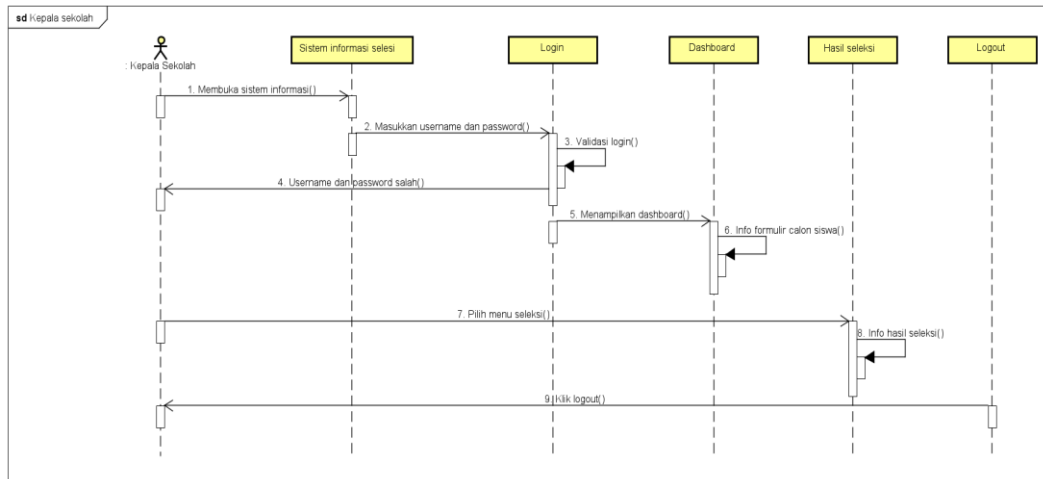 sd Kepala sekolah
: Kepala Sekolah
Sistem informasi selesi
Login
Dashboard
Hasil seleksi
Logout
1. Membuka sistem informasi()
2. Masukkan username dan password()
3. Validasi login()
4. Username dan password salah()
5. Menampilkan dashboard()
6. Info formulir calon siswa()
7. Pilih menu seleksi()
8. Info hasil seleksi()
9. Klik logout()